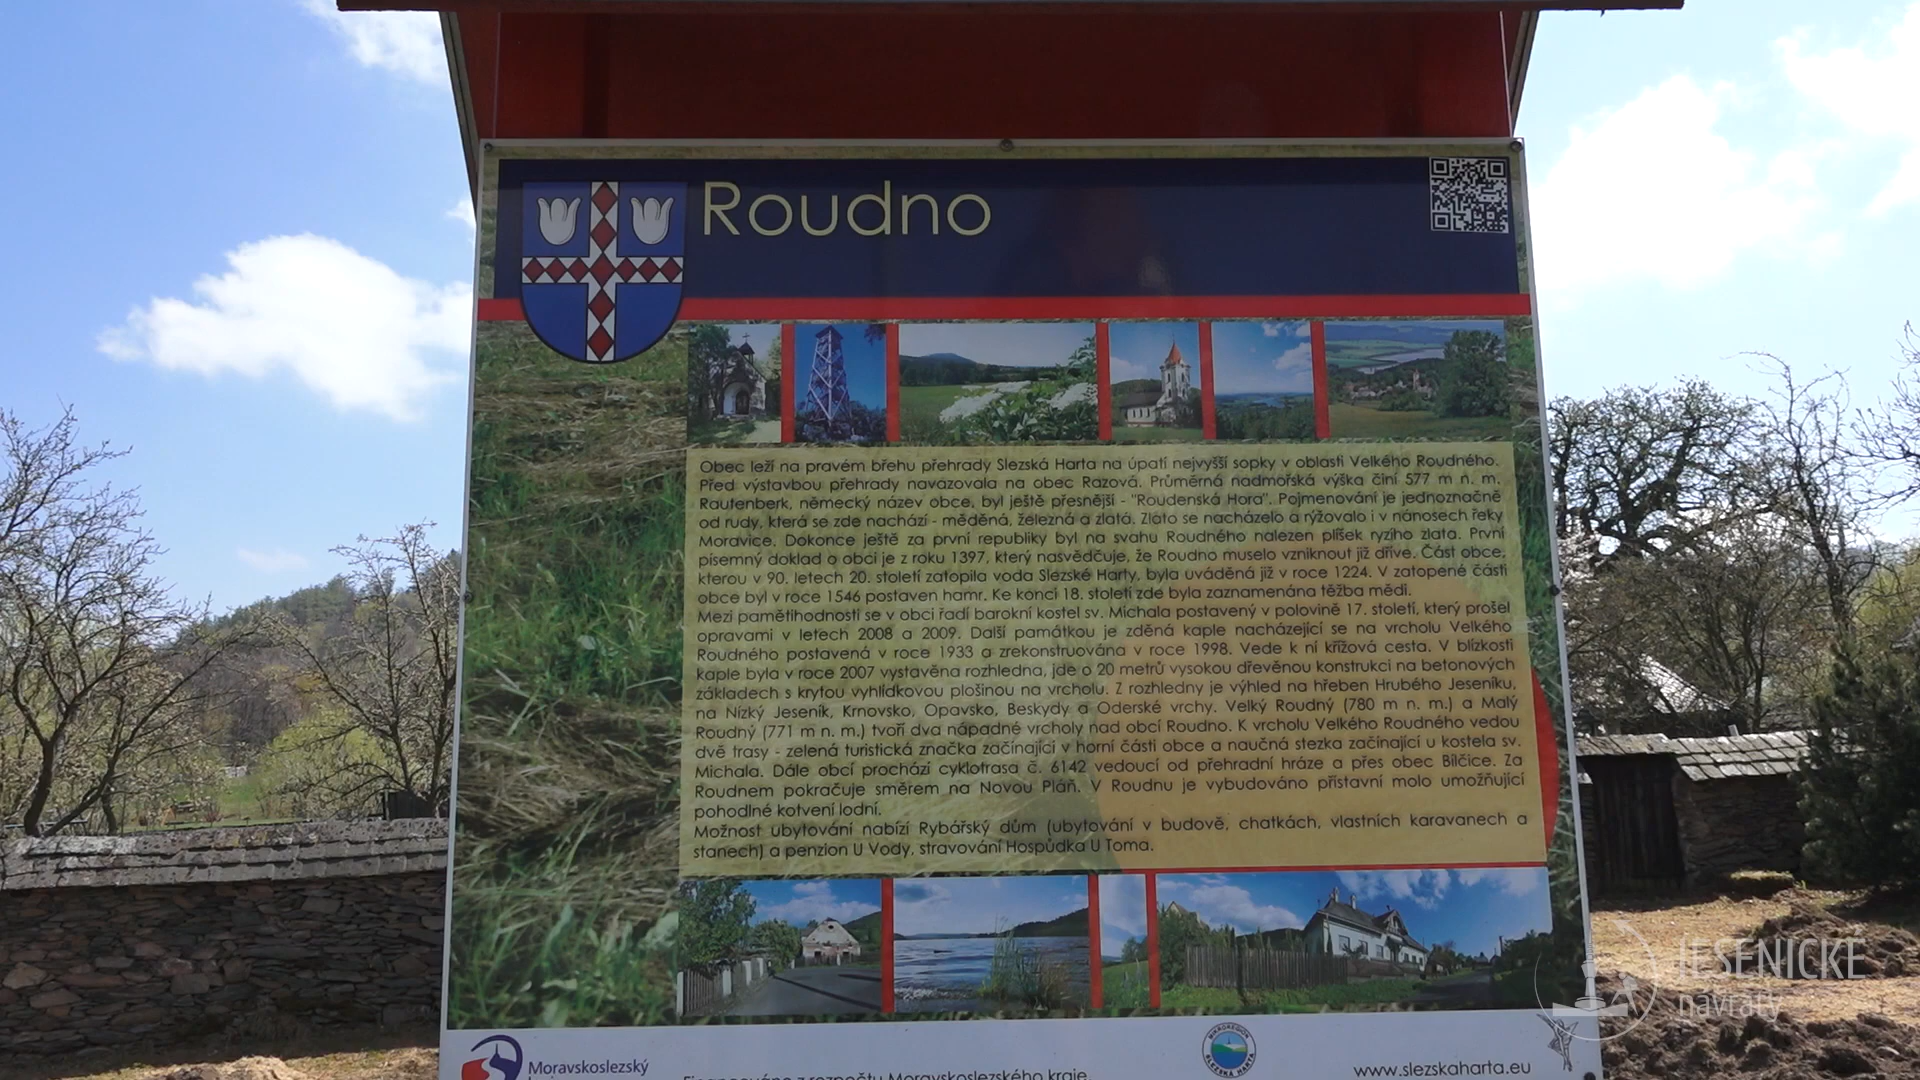 Roudno
Obec leží na pravém břehu přehrady Slezská Harta na úpatí nejvyšší sopky v oblasti Velkého Roudného.
Před výstavbou přehrady navazovala na obec Razová. Průměrná nadmořská výška činí 577 m n. m.
Rautenberk, německý název obce, byl ještě přesnější - "Roudenská Hora". Pojmenování je jednoznačně
od rudy, která se zde nachází - měděná, železná a zlatá. Zlato se nacházelo a rýžovalo i v nánosech řeky
Moravice. Dokonce ještě za první republiky byl na svahu Roudného nalezen plíšek ryzího zlata. První
písemný doklad o obci je z roku 1397, který nasvědčuje, že Roudno muselo vzniknout již dříve. Část obce,
kterou v 90. letech 20. století zatopila voda Slezské Harty, byla uváděná již v roce 1224. V zatopené části
obce byl v roce 1546 postaven hamr. Ke konci 18. století zde byla zaznamenána těžba mědi.
Mezi pamětihodnosti se v obci řadí barokní kostel sv. Michala postavený v polovině 17. století, který prošel
opravami v letech 2008 a 2009. Další památkou je zděná kaple nacházející se na vrcholu Velkého
Roudného postavená v roce 1933 a zrekonstruována v roce 1998. Vede k ní křížová cesta. V blízkosti
kaple byla v roce 2007 vystavěna rozhledna, jde o 20 metrů vysokou dřevěnou konstrukci na betonových
základech s krytou vyhlídkovou plošinou na vrcholu. Z rozhledny je výhled na hřeben Hrubého Jeseníku,
na Nízký Jeseník, Krnovsko, Opavsko, Beskydy a Oderské vrchy. Velký Roudný (780 m n. m.) a Malý
Roudný (771 m n. m.) tvoří dva nápadné vrcholy nad obcí Roudno. K vrcholu Velkého Roudného vedou
dvě trasy - zelená turistická značka začínající v horní části obce a naučná stezka začínající u kostela sv.
Michala. Dále obcí prochází cyklotrasa č. 6142 vedoucí od přehradní hráze a přes obec Bílčice. Za
Roudnem pokračuje směrem na Novou Pláň. V Roudnu je vybudováno přístavní molo umožňující
pohodlné kotvení lodní.
Možnost ubytování nabízí Rybářský dům (ubytování v budově, chatkách, vlastních karavanech a
stanech) a penzion U Vody, stravování Hospůdka U Toma.
Moravskoslezský
Financováno z rozpočtu Moravskoslezského kraje.
MIKROREGION
SLEZSKÁ HARTA
www.slezskaharta.eu
JESENICKÉ
návraty